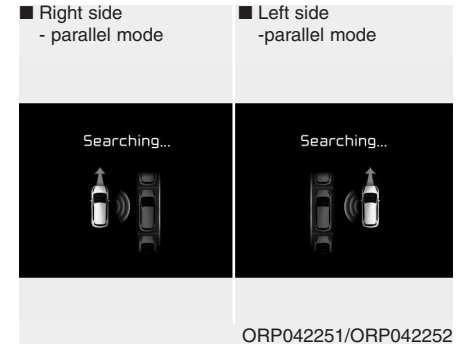 ■ Right side
- parallel mode
■ Left side
-parallel mode
Searching...
Searching...
ORP042251/ORP042252